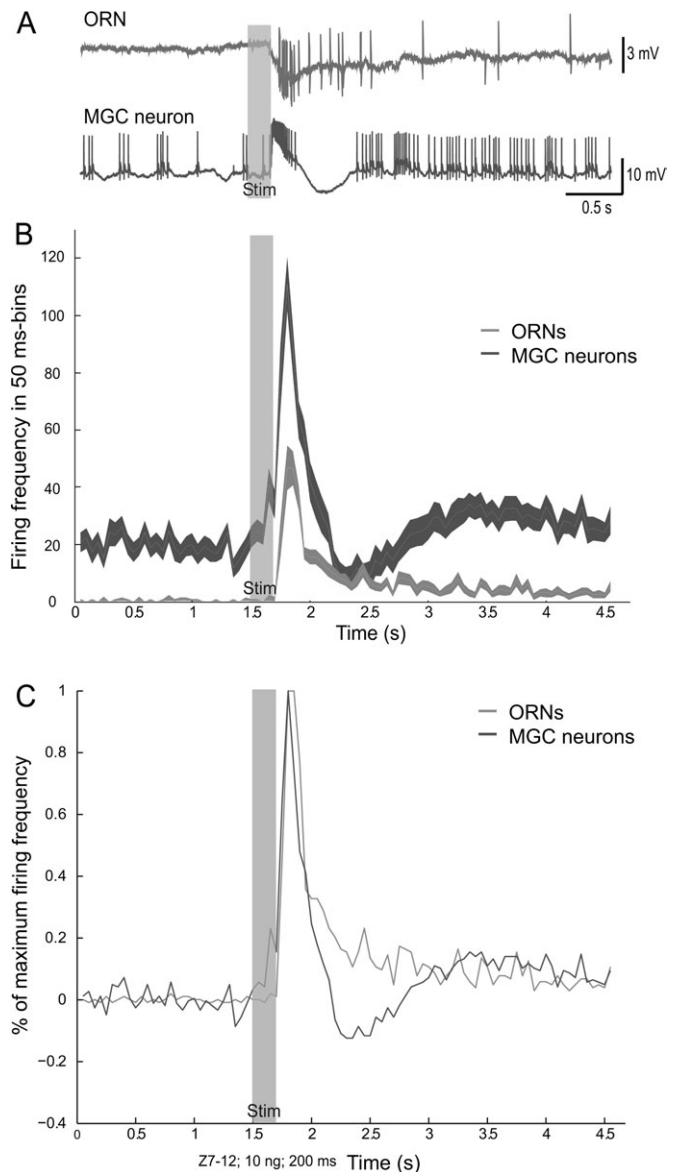 A
ORN
3 mV
MGC neuron
Stim
10 mV
0.5 s
B
120
100
80
60
40
20
0
Firing frequency in 50 ms-bins
ORNs
MGC neurons
Stim
0 0.5 1 1.5 2 2.5 3 3.5 4 4.5
Time (s)
C
1
0.8
0.6
0.4
0.2
0
−0.2
−0.4
% of maximum firing frequency
ORNs
MGC neurons
Stim
0 0.5 1 1.5 2 2.5 3 3.5 4 4.5
Z7-12; 10 ng; 200 ms Time (s)